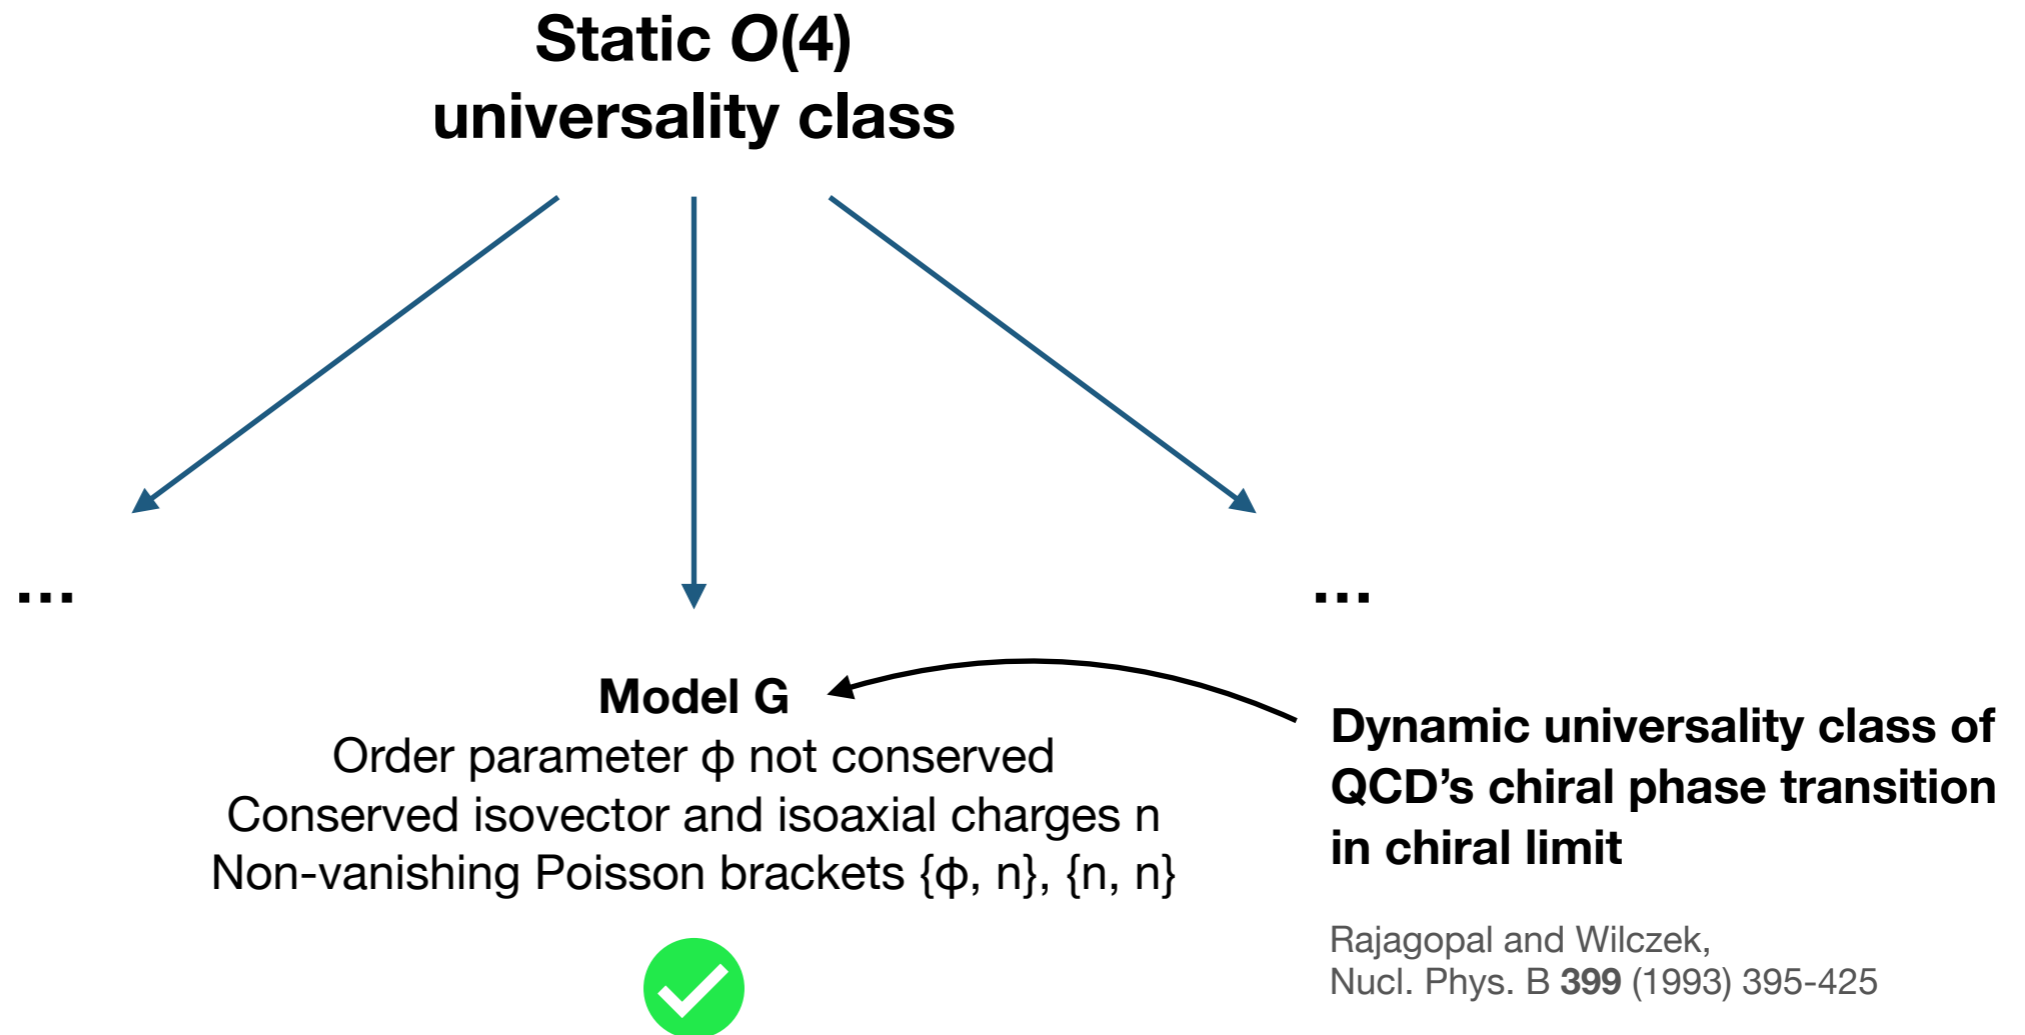 Static O(4)
universality class
...
...
Model G
Order parameter ϕ not conserved
Conserved isovector and isoaxial charges n
Non-vanishing Poisson brackets {ϕ, n}, {n, n}
Dynamic universality class of
QCD’s chiral phase transition
in chiral limit
Rajagopal and Wilczek,
Nucl. Phys. B 399 (1993) 395-425